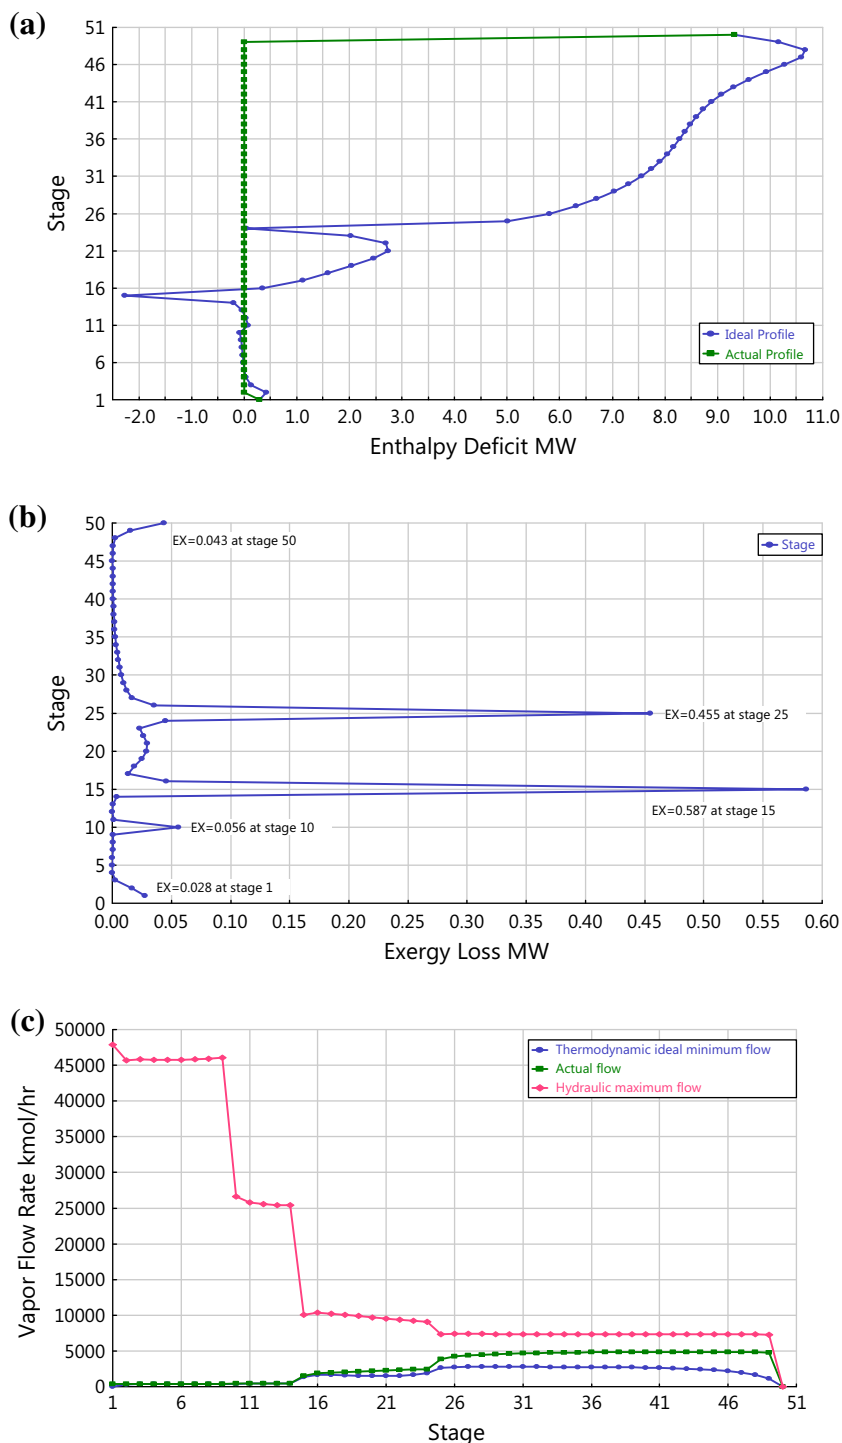 (a)
51
46
41
36
31
26
21
16
11
6
1
Stage
Ideal Profile
Actual Profile
-2.0 -1.0 0.0 1.0 2.0 3.0 4.0 5.0 6.0 7.0 8.0 9.0 10.0 11.0
Enthalpy Deficit MW
(b)
50
45
40
35
30
25
20
15
10
5
0
Stage
EX=0.043 at stage 50
Stage
EX=0.455 at stage 25
EX=0.587 at stage 15
EX=0.056 at stage 10
EX=0.028 at stage 1
0.00 0.05 0.10 0.15 0.20 0.25 0.30 0.35 0.40 0.45 0.50 0.55 0.60
Exergy Loss MW
(c)
50000
45000
40000
35000
30000
25000
20000
15000
10000
5000
0
Vapor Flow Rate kmol/hr
Thermodynamic ideal minimum flow
Actual flow
Hydraulic maximum flow
1 6 11 16 21 26 31 36 41 46 51
Stage